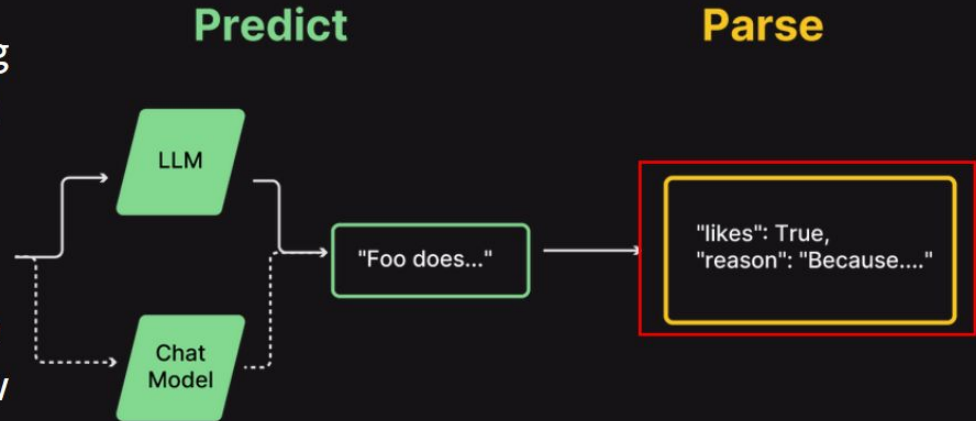 Predict
Parse
LLM
"Foo does..."
"likes": True,
"reason": "Because...."
Chat
Model